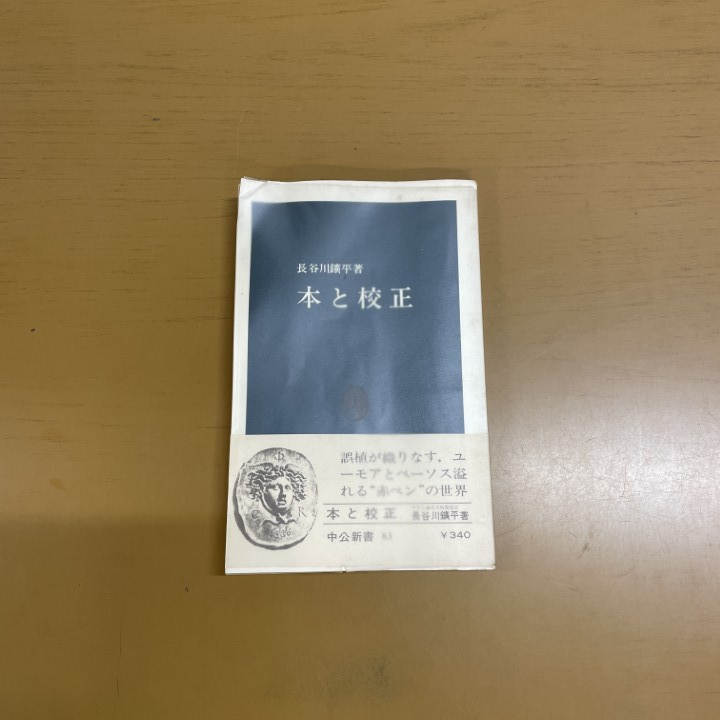 長谷川鑛平著
本と校正
誤植が織りなす，ユ
ーモアとペーソス溢
れる“赤ペン”の世界
本と校正 長谷川鑛平著
中公新書 83
¥340